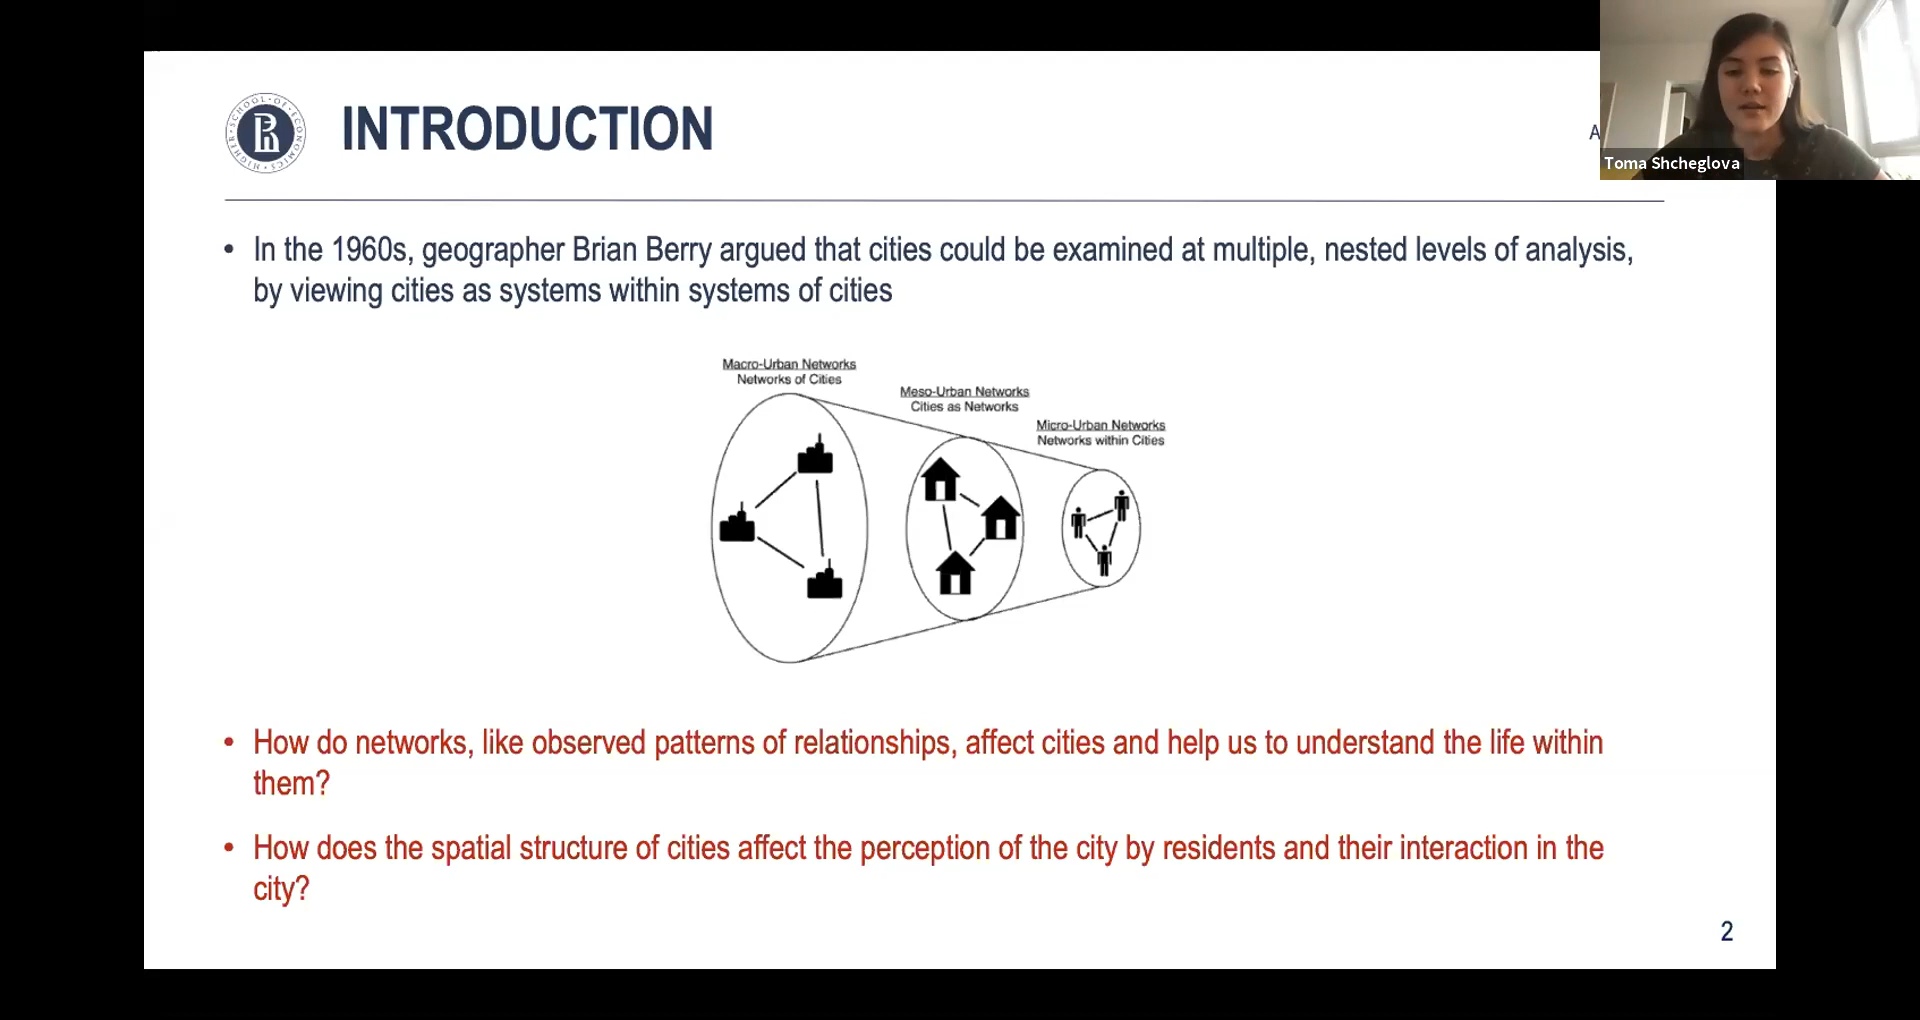 HIGHER · SCHOOL · OF · ECONOMICS
INTRODUCTION
A
Toma Shcheglova
• In the 1960s, geographer Brian Berry argued that cities could be examined at multiple, nested levels of analysis,
by viewing cities as systems within systems of cities
Macro-Urban Networks
Networks of Cities
Meso-Urban Networks
Cities as Networks
Micro-Urban Networks
Networks within Cities
• How do networks, like observed patterns of relationships, affect cities and help us to understand the life within
them?
• How does the spatial structure of cities affect the perception of the city by residents and their interaction in the
city?
2